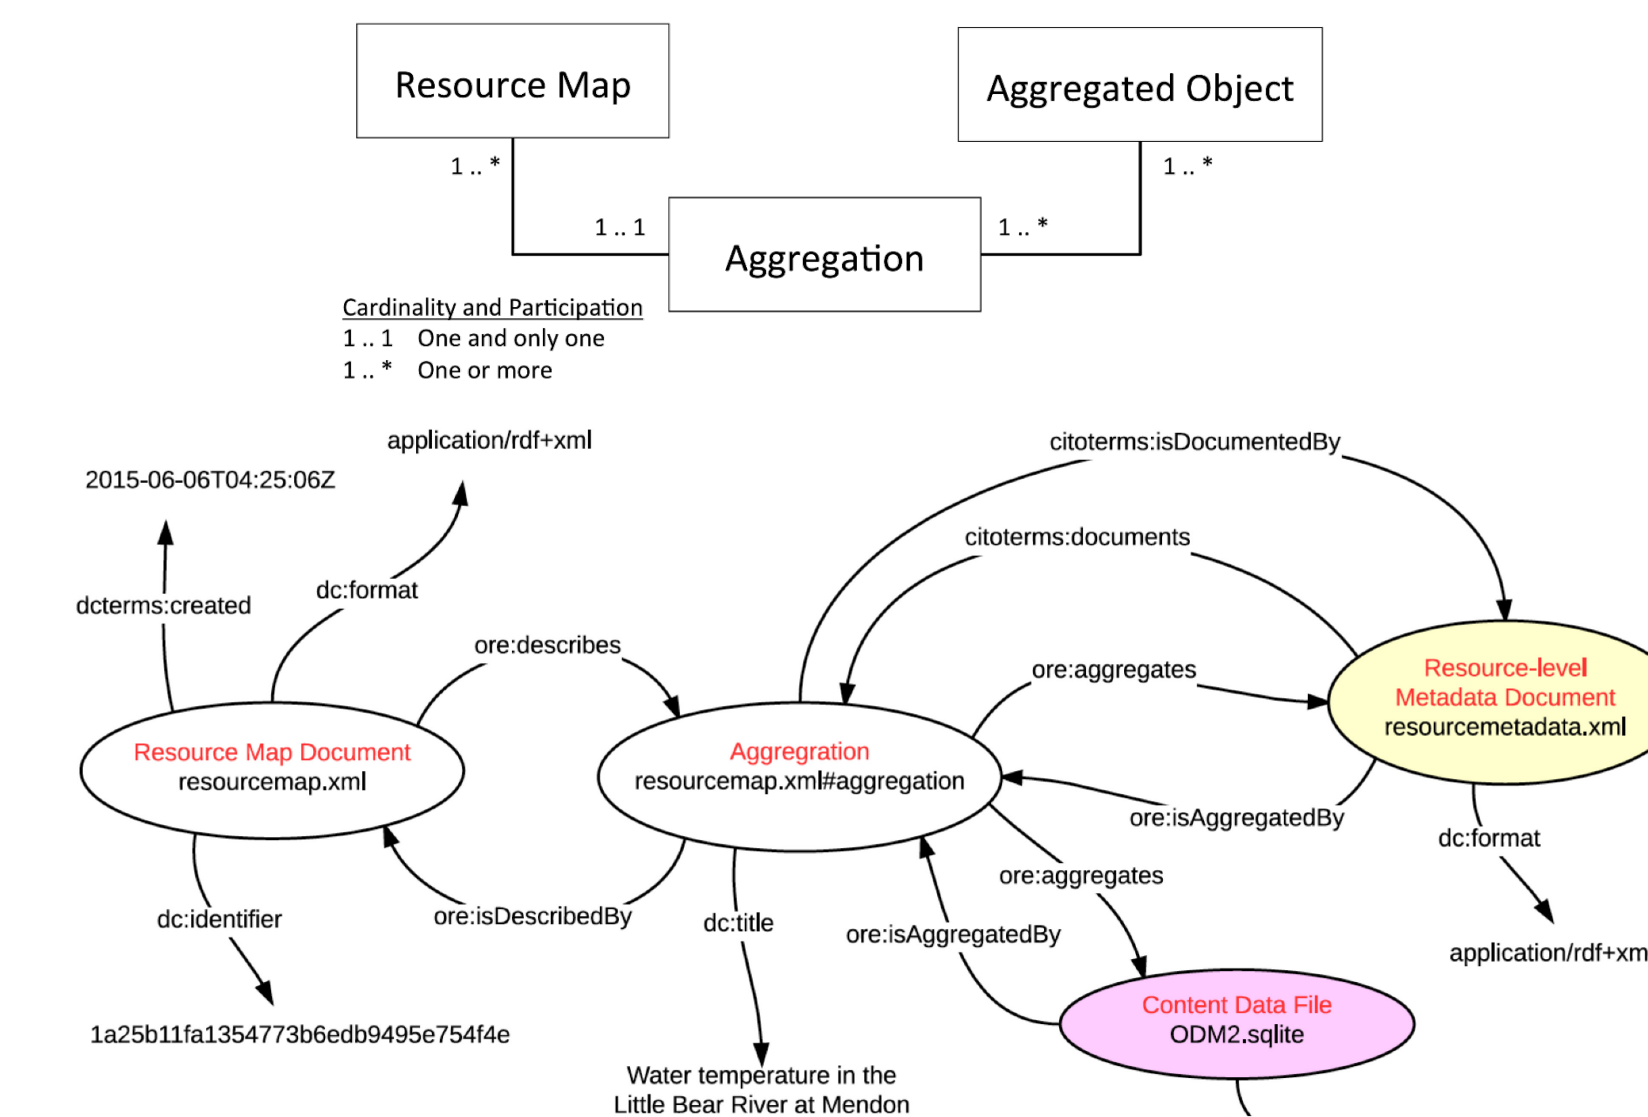 Resource Map
Aggregated Object
1 .. *
1 .. *
1 .. 1
1 .. *
Aggregation
Cardinality and Participation
1 .. 1 One and only one
1 .. * One or more
application/rdf+xml
citoterms:isDocumentedBy
2015-06-06T04:25:06Z
citoterms:documents
dc:format
dcterms:created
ore:describes
ore:aggregates
Resource-level
Metadata Document
resourcemetadata.xml
Resource Map Document
resourcemap.xml
Aggregration
resourcemap.xml#aggregation
ore:isAggregatedBy
dc:format
ore:aggregates
dc:identifier
ore:isDescribedBy
dc:title
ore:isAggregatedBy
application/rdf+xm
Content Data File
ODM2.sqlite
1a25b11fa1354773b6edb9495e754f4e
Water temperature in the
Little Bear River at Mendon